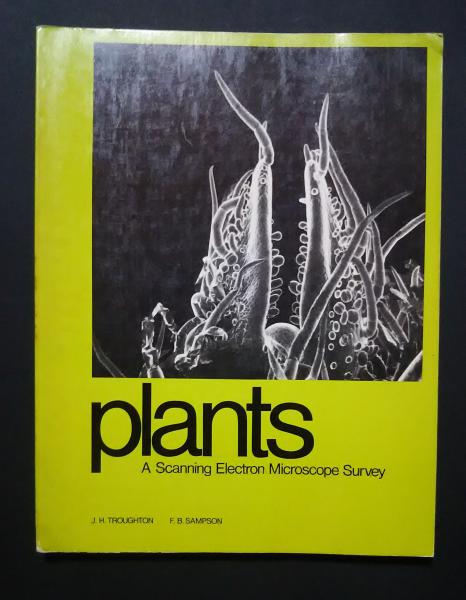 plants
A Scanning Electron Microscope Survey
J. H. TROUGHTON F. B. SAMPSON